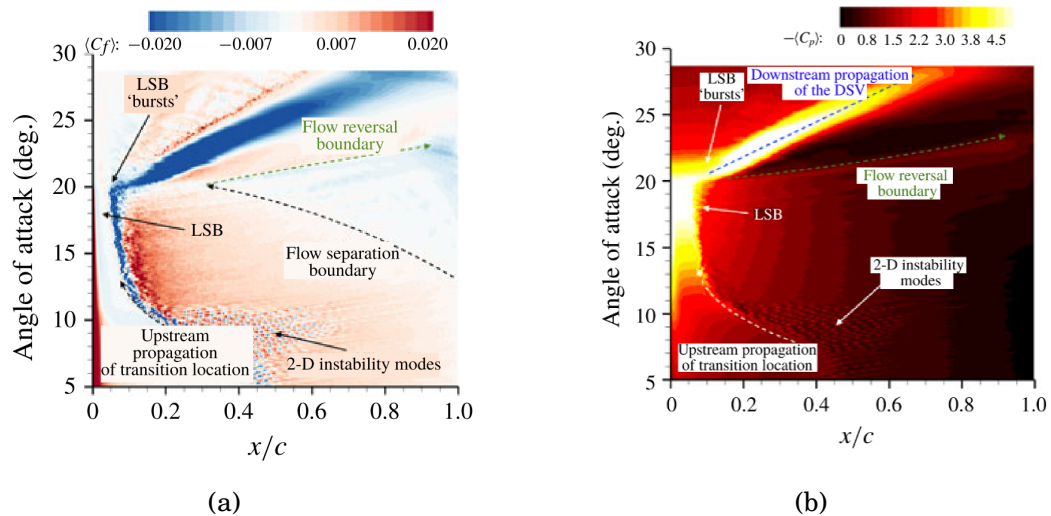 ⟨Cf⟩: −0.020 −0.007 0.007 0.020
30
25
20
15
10
5
Angle of attack (deg.)
LSB
'bursts'
Flow reversal
boundary
LSB
Flow separation
boundary
Upstream
propagation
of transition location
2-D instability modes
0 0.2 0.4 0.6 0.8 1.0
x/c
(a)
−⟨Cp⟩: 0 0.8 1.5 2.2 3.0 3.8 4.5
30
25
20
15
10
5
Angle of attack (deg.)
LSB
'bursts'
Downstream propagation
of the DSV
Flow reversal
boundary
LSB
2-D instability
modes
Upstream propagation
of transition location
0 0.2 0.4 0.6 0.8 1.0
x/c
(b)